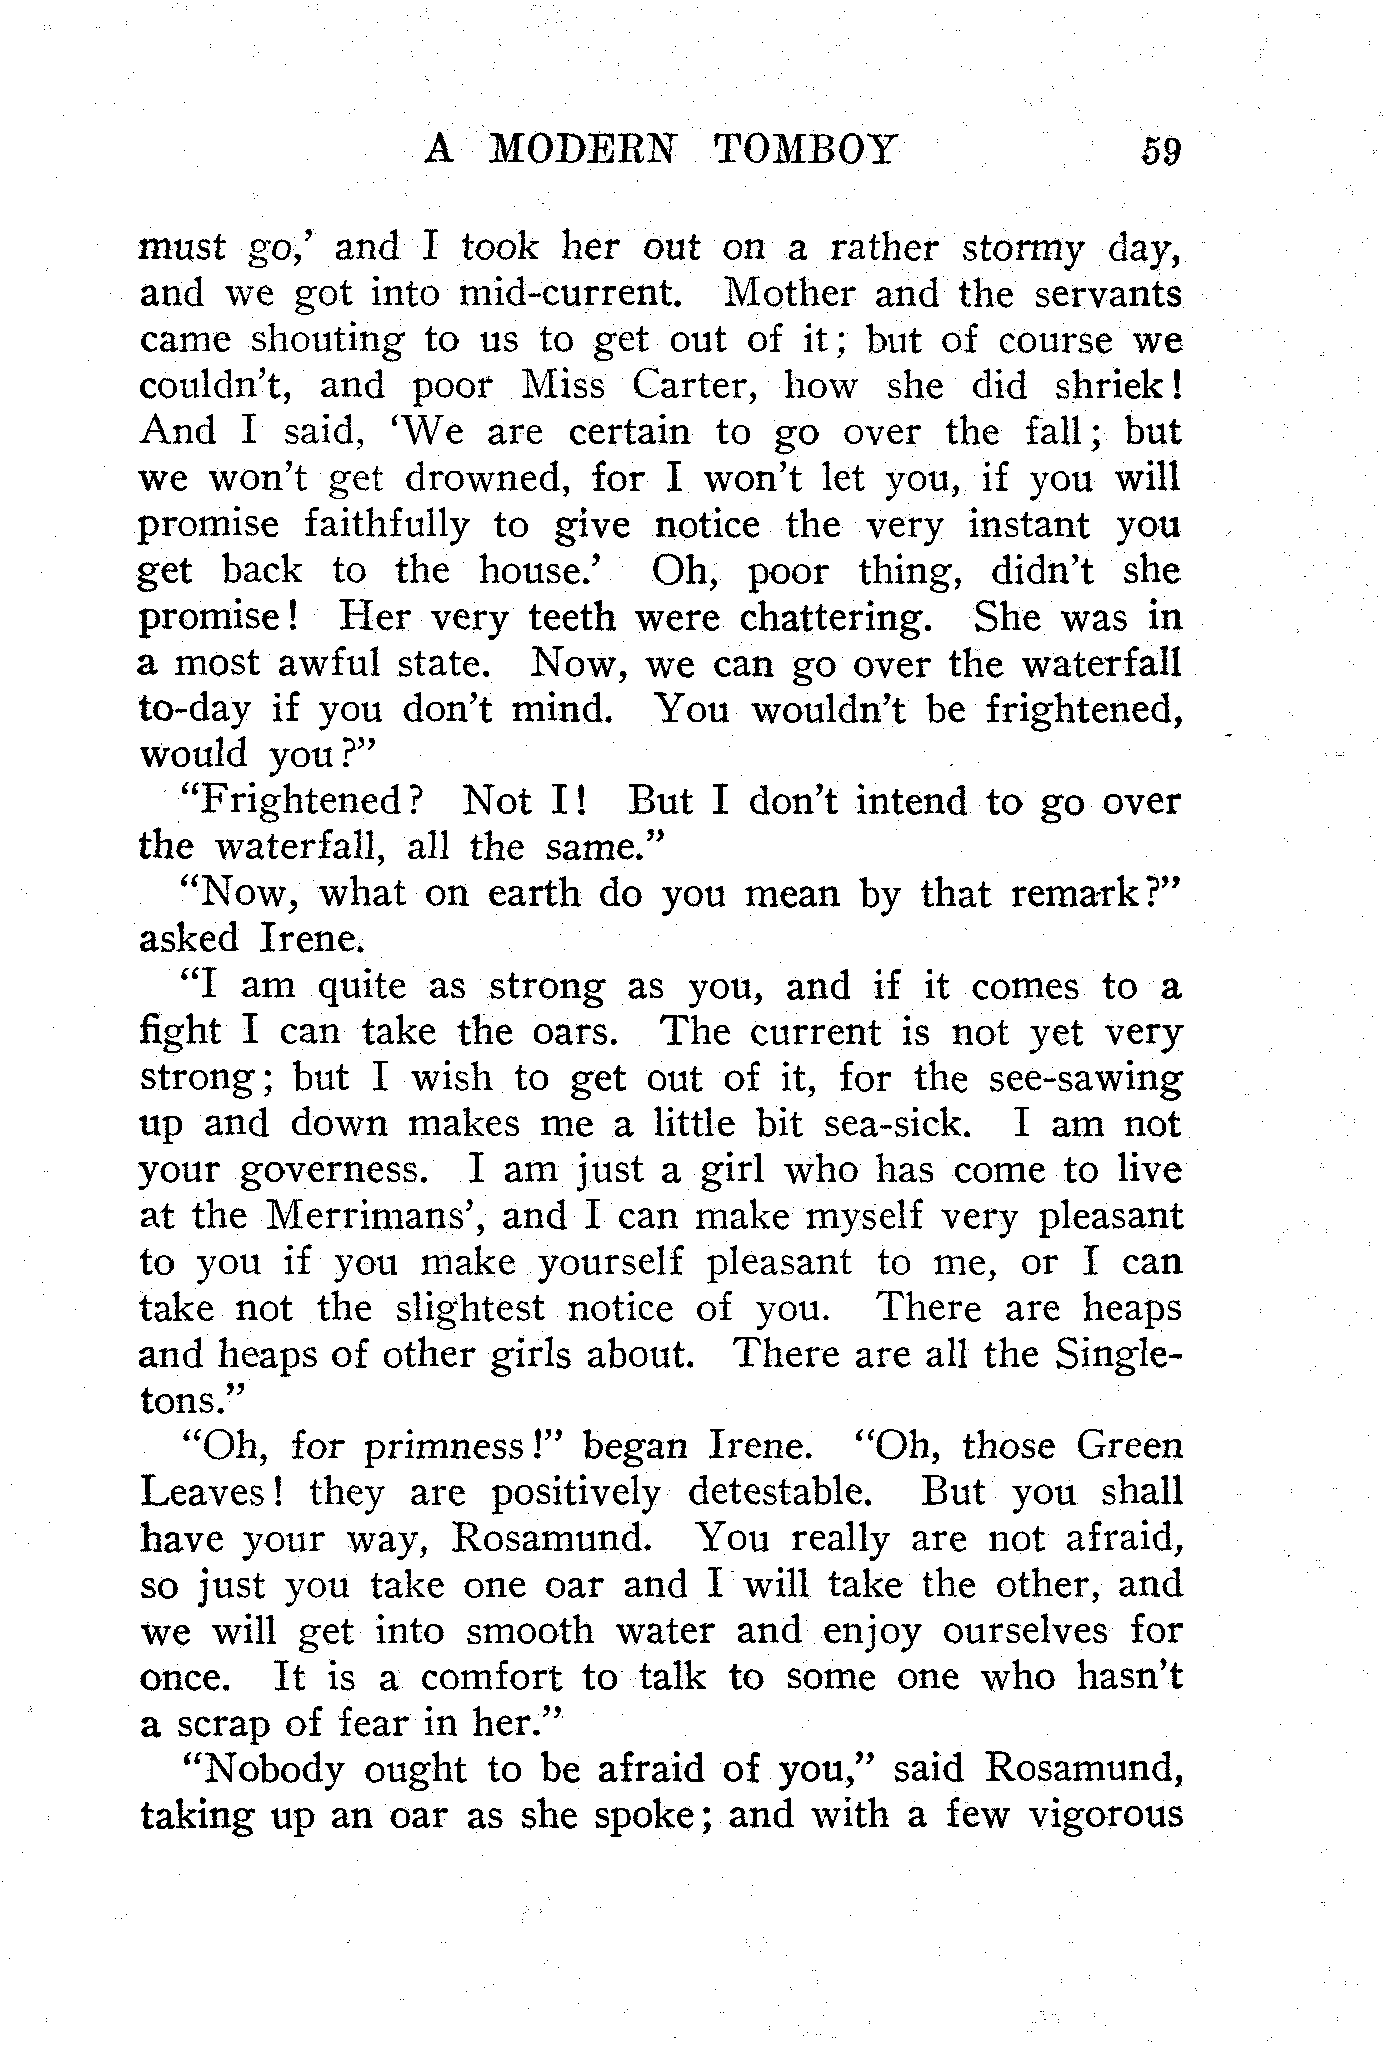 A MODERN TOMBOY 59
must go,’ and I took her out on a rather stormy day,
and we got into mid-current. Mother and the servants
came shouting to us to get out of it; but of course we
couldn’t, and poor Miss Carter, how she did shriek!
And I said, ‘We are certain to go over the fall; but
we won’t get drowned, for I won’t let you, if you will
promise faithfully to give notice the very instant you
get back to the house.’ Oh, poor thing, didn’t she
promise! Her very teeth were chattering. She was in
a most awful state. Now, we can go over the waterfall
to-day if you don’t mind. You wouldn’t be frightened,
would you?”
“Frightened? Not I! But I don’t intend to go over
the waterfall, all the same.”
“Now, what on earth do you mean by that remark?”
asked Irene.
“I am quite as strong as you, and if it comes to a
fight I can take the oars. The current is not yet very
strong; but I wish to get out of it, for the see-sawing
up and down makes me a little bit sea-sick. I am not
your governess. I am just a girl who has come to live
at the Merrimans’, and I can make myself very pleasant
to you if you make yourself pleasant to me, or I can
take not the slightest notice of you. There are heaps
and heaps of other girls about. There are all the Single-
tons.”
“Oh, for primness!” began Irene. “Oh, those Green
Leaves! they are positively detestable. But you shall
have your way, Rosamund. You really are not afraid,
so just you take one oar and I will take the other, and
we will get into smooth water and enjoy ourselves for
once. It is a comfort to talk to some one who hasn’t
a scrap of fear in her.”
“Nobody ought to be afraid of you,” said Rosamund,
taking up an oar as she spoke; and with a few vigorous